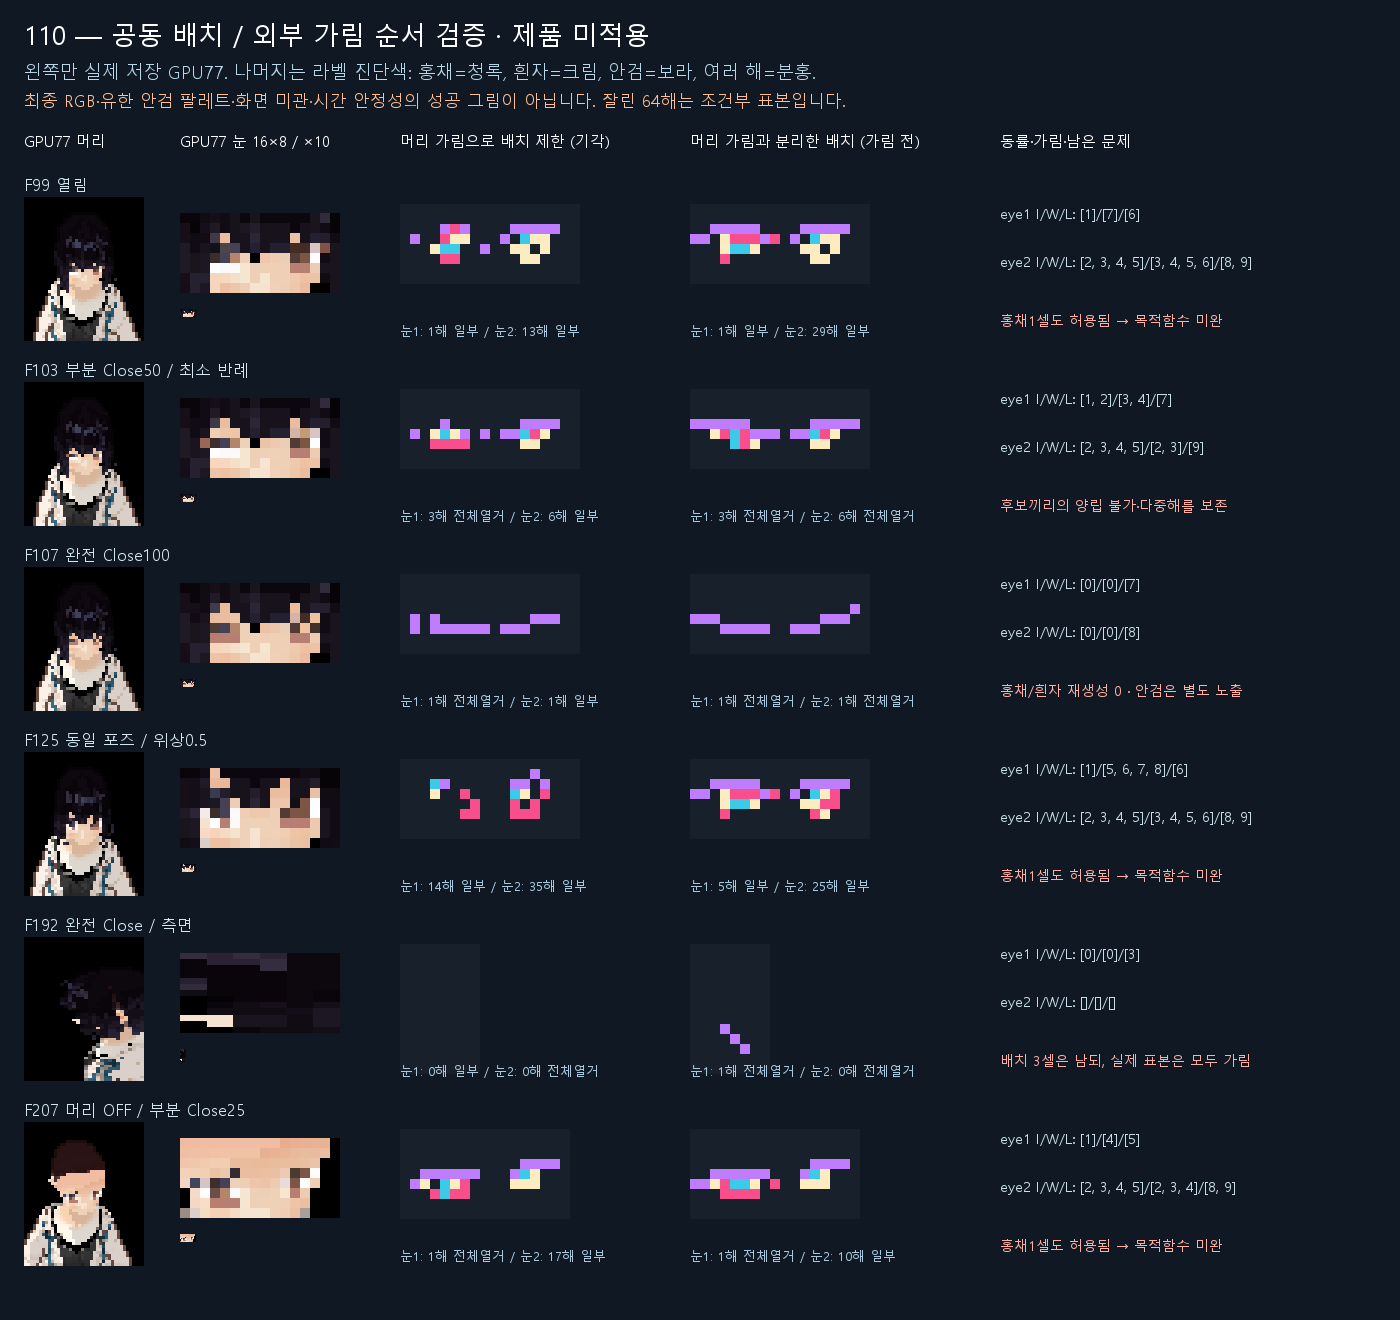 110 — 공동 배치 / 외부 가림 순서 검증 · 제품 미적용
왼쪽만 실제 저장 GPU77. 나머지는 라벨 진단색: 홍채=청록, 흰자=크림, 안검=보라, 여러 해=분홍.
최종 RGB·유한 안검 팔레트·화면 미관·시간 안정성의 성공 그림이 아닙니다. 잘린 64해는 조건부 표본입니다.
GPU77 머리
GPU77 눈 16×8 / ×10
머리 가림으로 배치 제한 (기각)
머리 가림과 분리한 배치 (가림 전)
동률·가림·남은 문제
F99 열림
eye1 I/W/L: [1]/[7]/[6]
eye2 I/W/L: [2, 3, 4, 5]/[3, 4, 5, 6]/[8, 9]
홍채1셀도 허용됨 → 목적함수 미완
눈1: 1해 일부 / 눈2: 13해 일부
눈1: 1해 일부 / 눈2: 29해 일부
F103 부분 Close50 / 최소 반례
eye1 I/W/L: [1, 2]/[3, 4]/[7]
eye2 I/W/L: [2, 3, 4, 5]/[2, 3]/[9]
후보끼리의 양립 불가·다중해를 보존
눈1: 3해 전체열거 / 눈2: 6해 일부
눈1: 3해 전체열거 / 눈2: 6해 전체열거
F107 완전 Close100
eye1 I/W/L: [0]/[0]/[7]
eye2 I/W/L: [0]/[0]/[8]
홍채/흰자 재생성 0 · 안검은 별도 노출
눈1: 1해 전체열거 / 눈2: 1해 일부
눈1: 1해 전체열거 / 눈2: 1해 전체열거
F125 동일 포즈 / 위상0.5
eye1 I/W/L: [1]/[5, 6, 7, 8]/[6]
eye2 I/W/L: [2, 3, 4, 5]/[3, 4, 5, 6]/[8, 9]
홍채1셀도 허용됨 → 목적함수 미완
눈1: 14해 일부 / 눈2: 35해 일부
눈1: 5해 일부 / 눈2: 25해 일부
F192 완전 Close / 측면
eye1 I/W/L: [0]/[0]/[3]
eye2 I/W/L: []/[]/[]
배치 3셀은 남되, 실제 표본은 모두 가림
눈1: 0해 일부 / 눈2: 0해 전체열거
눈1: 1해 전체열거 / 눈2: 0해 전체열거
F207 머리 OFF / 부분 Close25
eye1 I/W/L: [1]/[4]/[5]
eye2 I/W/L: [2, 3, 4, 5]/[2, 3, 4]/[8, 9]
홍채1셀도 허용됨 → 목적함수 미완
눈1: 1해 전체열거 / 눈2: 17해 일부
눈1: 1해 전체열거 / 눈2: 10해 일부